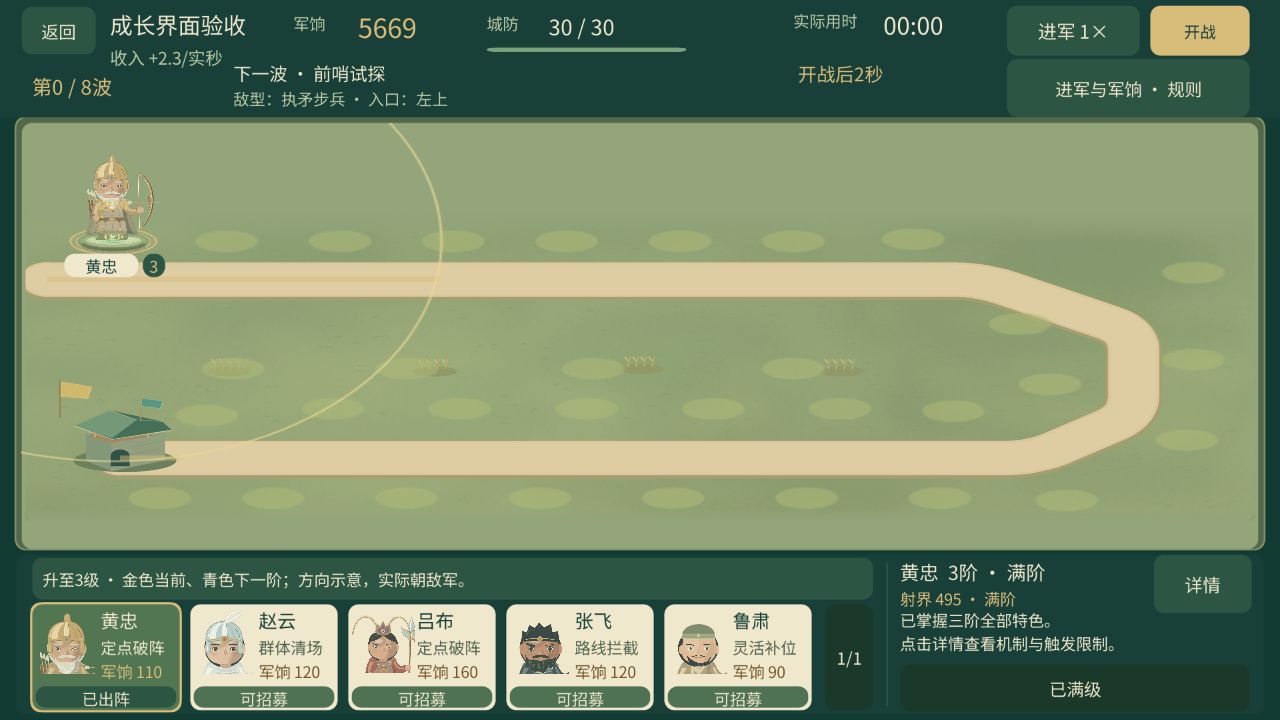 返回
成长界面验收
收入 +2.3/实秒
军饷
5669
城防
30 / 30
实际用时
00:00
进军 1×
开战
第0 / 8波
下一波 · 前哨试探
敌型：执矛步兵 · 入口：左上
开战后2秒
进军与军饷 · 规则
黄忠
3
升至3级 · 金色当前、青色下一阶；方向示意，实际朝敌军。
黄忠
定点破阵
军饷 110
已出阵
赵云
群体清场
军饷 120
可招募
吕布
定点破阵
军饷 160
可招募
张飞
路线拦截
军饷 120
可招募
鲁肃
灵活补位
军饷 90
可招募
1/1
黄忠 3阶 · 满阶
射界 495 · 满阶
已掌握三阶全部特色。
点击详情查看机制与触发限制。
详情
已满级